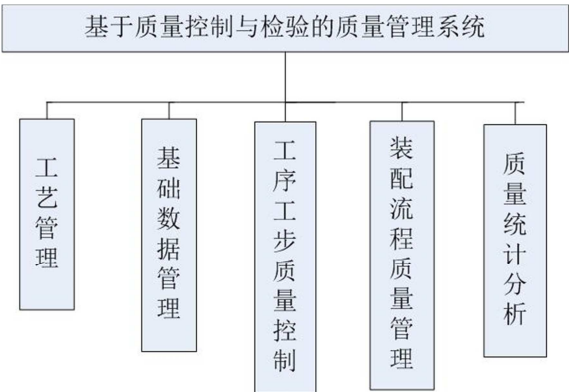 基于质量控制与检验的质量管理系统
工艺管理
基础数据管理
工序工步质量控制
装配流程质量管理
质量统计分析